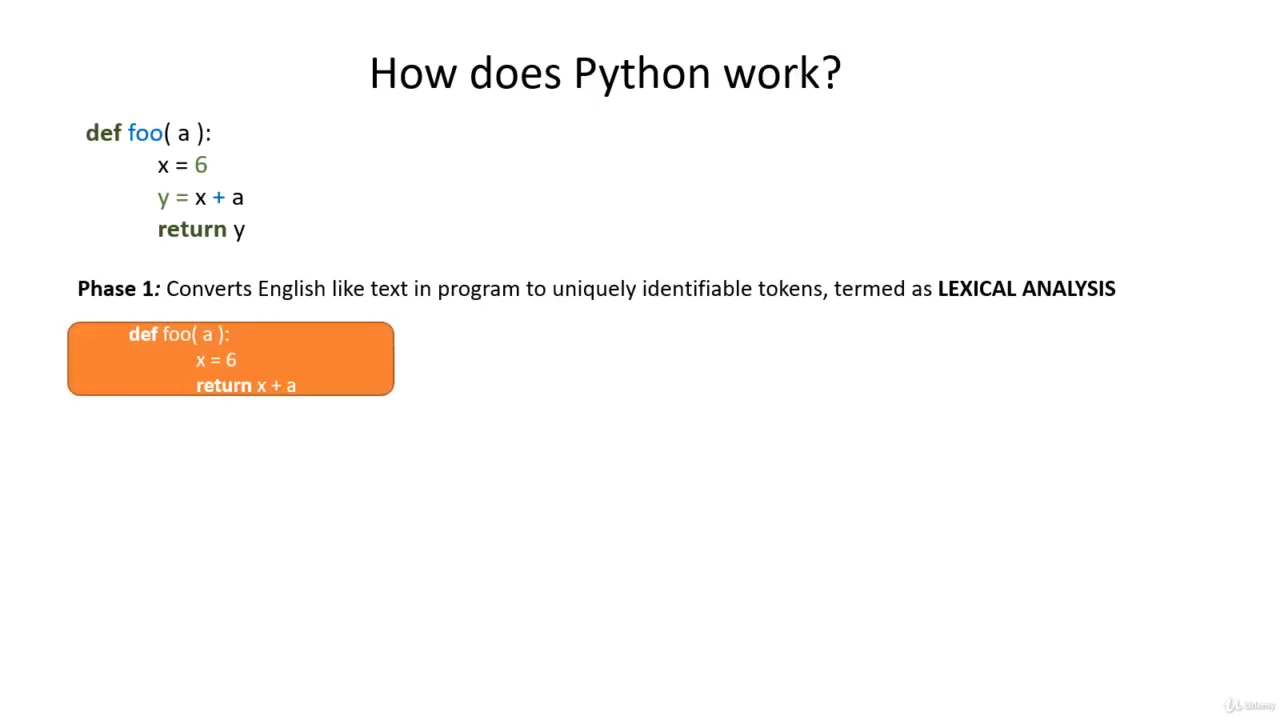 How does Python work?
def foo( a ):
x = 6
y = x + a
return y
Phase 1: Converts English like text in program to uniquely identifiable tokens, termed as LEXICAL ANALYSIS
def foo( a ):
x = 6
return x + a
Udemy